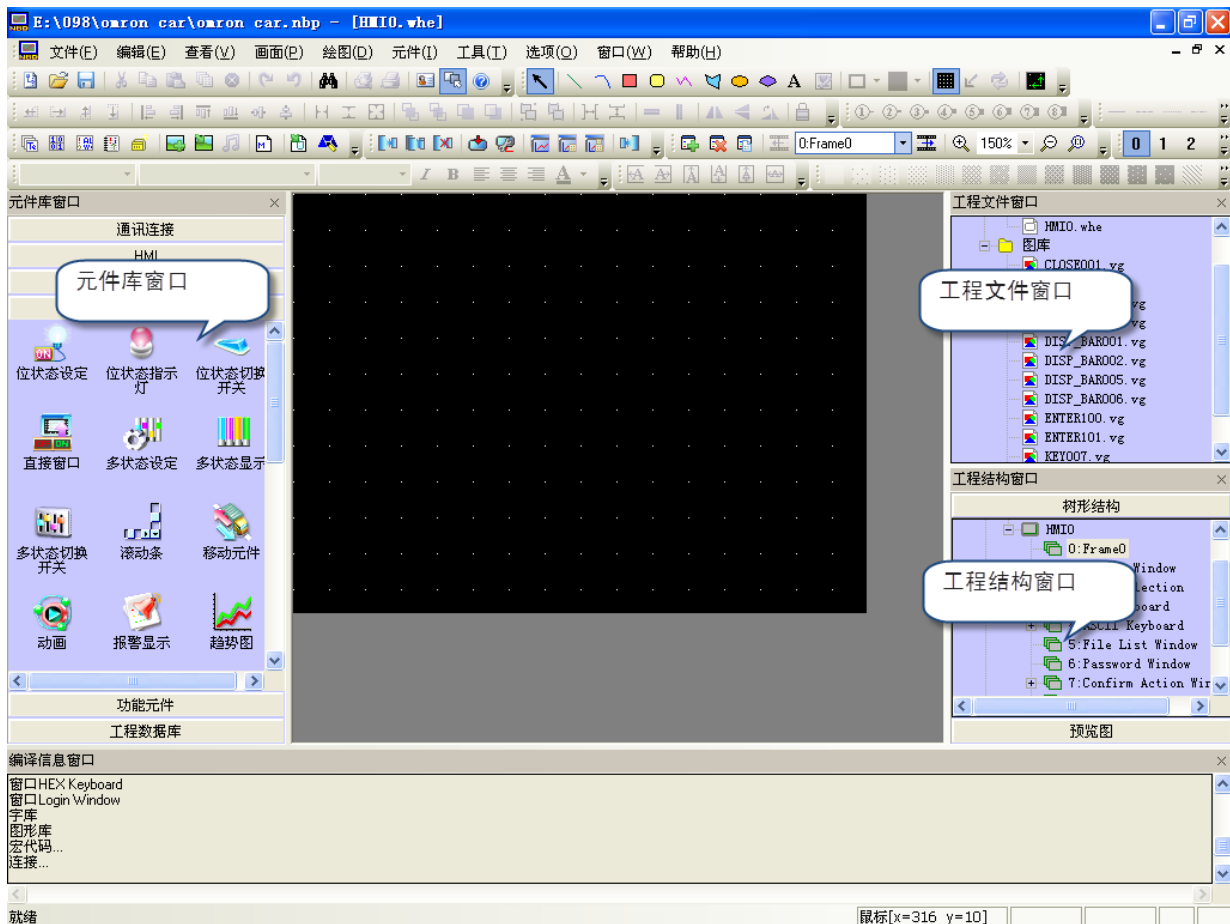 E:\098\omron car\omron car.nbp - [HMI0.whe]
文件(F) 编辑(E) 查看(V) 画面(P) 绘图(D) 元件(I) 工具(T) 选项(O) 窗口(W) 帮助(H)
0:Frame0
150%
0 1 2
元件库窗口
通讯连接
HMI
元件库窗口
位状态设定
位状态指示灯
位状态切换开关
直接窗口
多状态设定
多状态显示
多状态切换开关
滚动条
移动元件
动画
报警显示
趋势图
功能元件
工程数据库
工程文件窗口
HMI0.whe
图库
CLOSE001.vg
工程文件窗口
DISP_BAR001.vg
DISP_BAR002.vg
DISP_BAR005.vg
DISP_BAR006.vg
ENTER100.vg
ENTER101.vg
KEY007.vg
工程结构窗口
树形结构
HMI0
0:Frame0
Window
工程结构窗口
Keyboard
5:File List Window
6:Password Window
7:Confirm Action Wir
预览图
编译信息窗口
窗口HEX Keyboard
窗口Login Window
字库
图形库
宏代码...
连接...
就绪
鼠标[x=316 y=10]